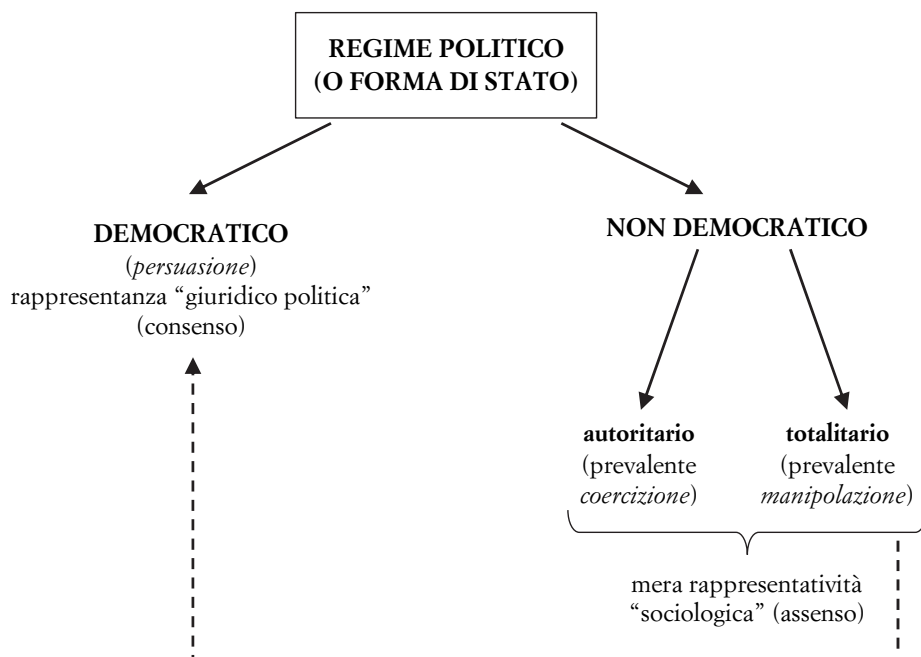 REGIME POLITICO
(O FORMA DI STATO)
DEMOCRATICO
(persuasione)
rappresentanza “giuridico politica”
(consenso)
NON DEMOCRATICO
autoritario
(prevalente
coercizione)
totalitario
(prevalente
manipolazione)
mera rappresentatività
“sociologica” (assenso)